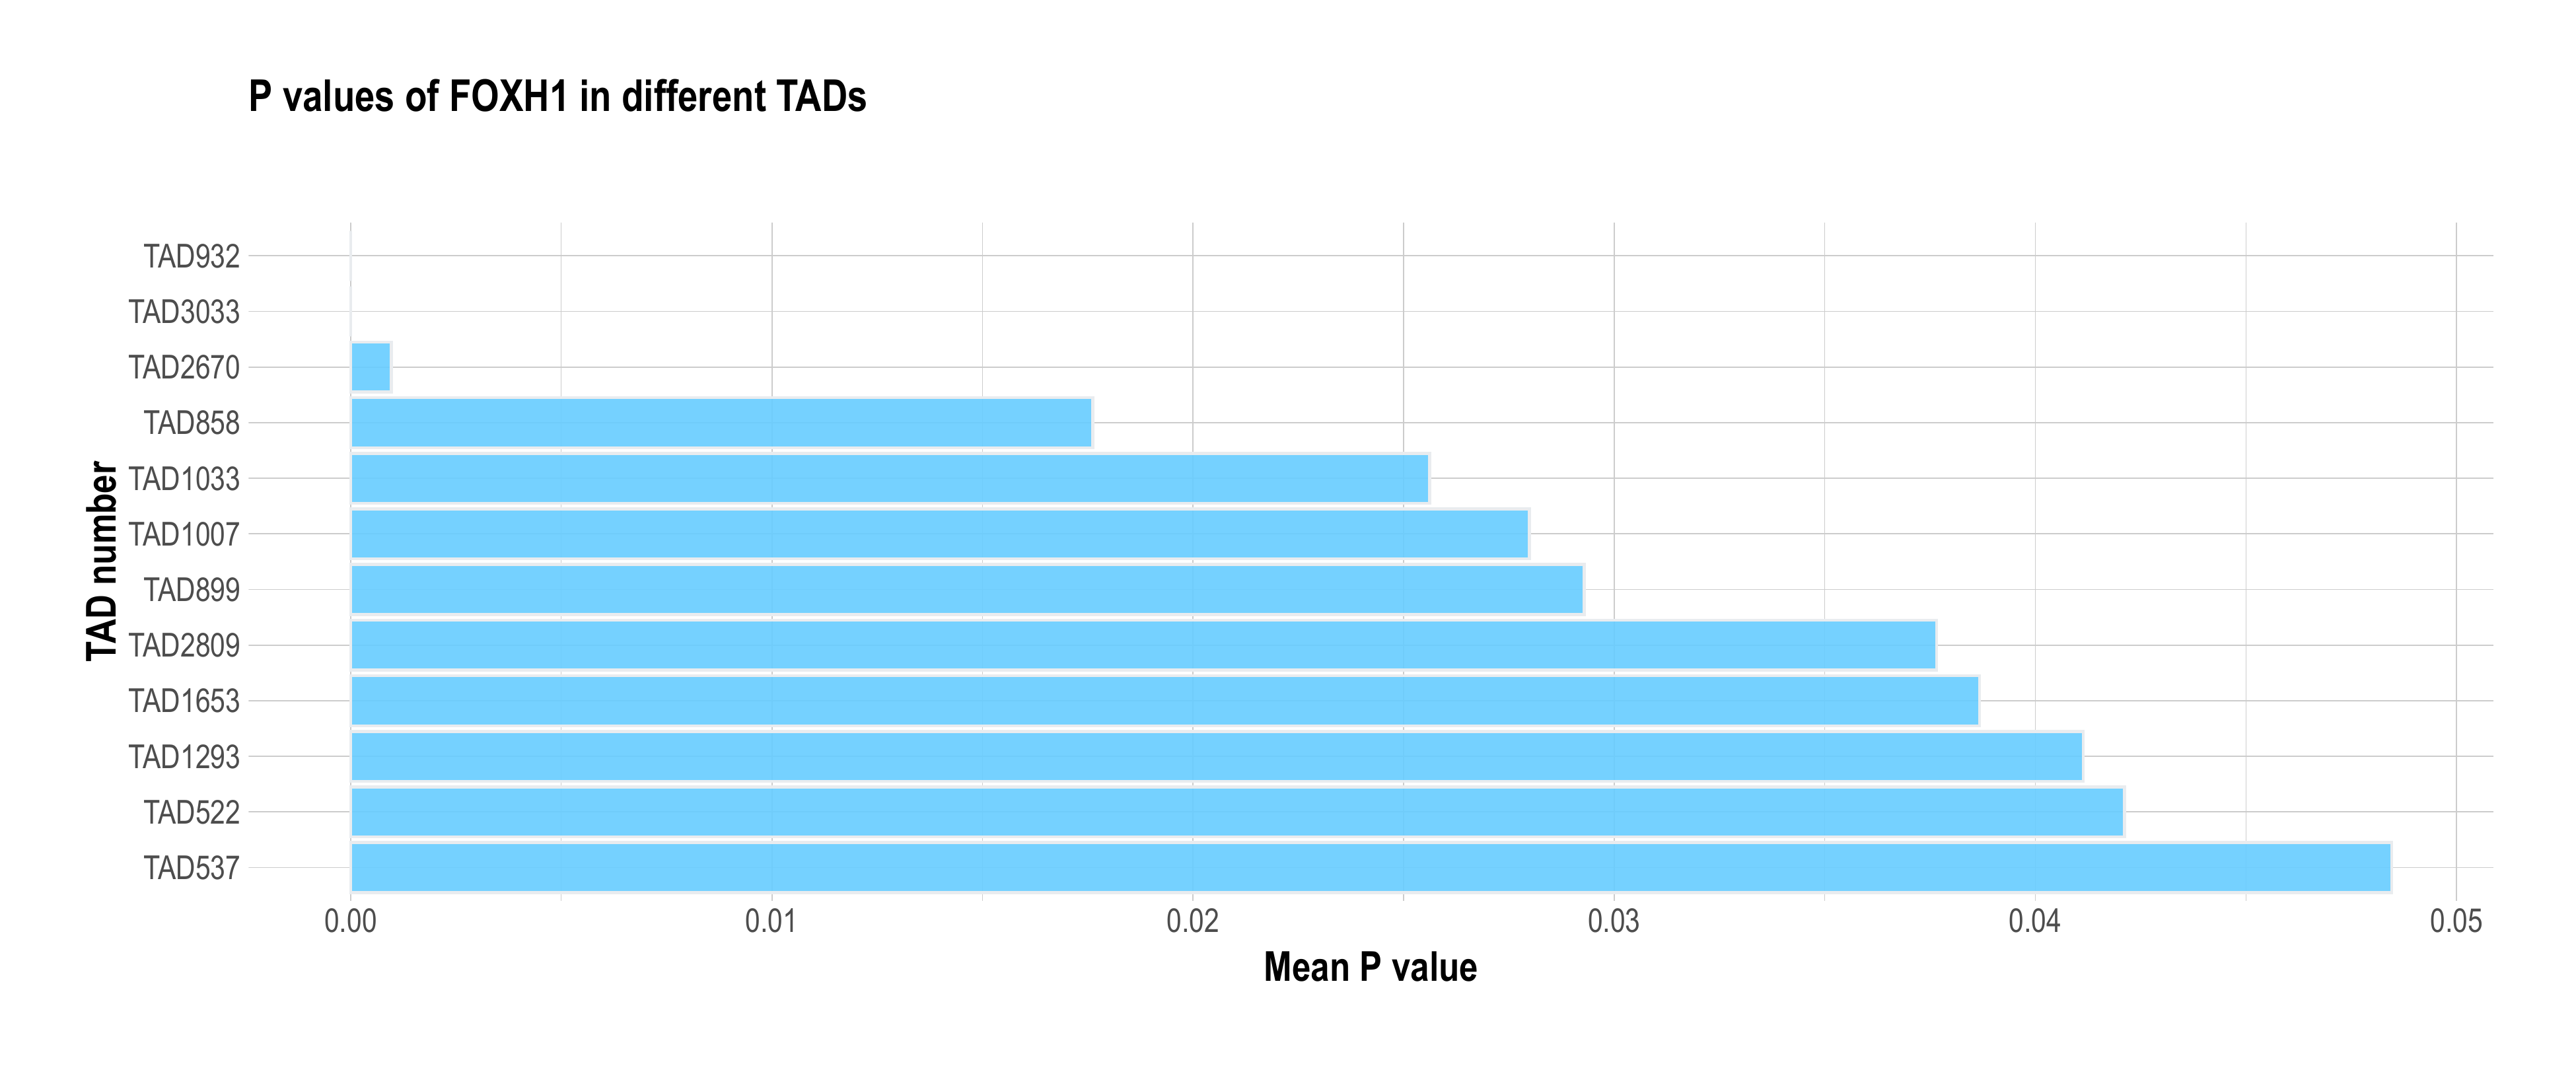 P values of FOXH1 in different TADs
TAD number
TAD932
TAD3033
TAD2670
TAD858
TAD1033
TAD1007
TAD899
TAD2809
TAD1653
TAD1293
TAD522
TAD537
0.00 0.01 0.02 0.03 0.04 0.05
Mean P value